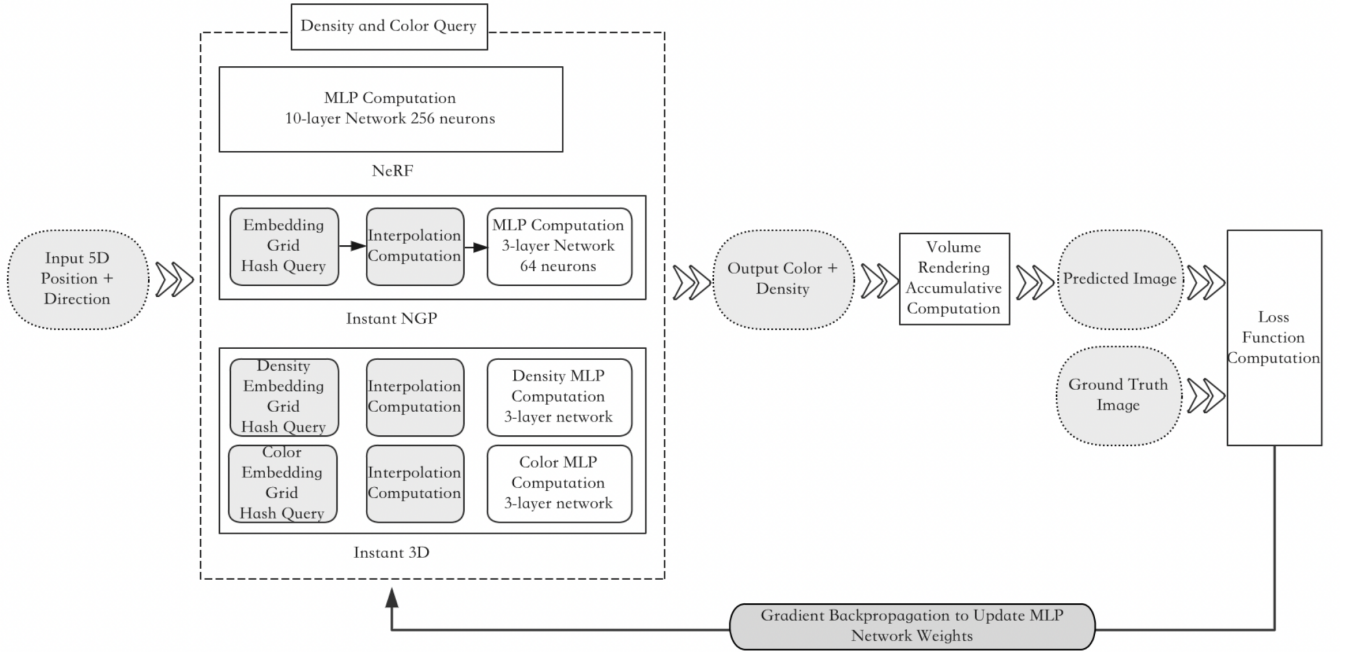 Density and Color Query
MLP Computation
10-layer Network 256 neurons
NeRF
Embedding
Grid
Hash Query
Interpolation
Computation
MLP Computation
3-layer Network
64 neurons
Instant NGP
Density
Embedding
Grid
Hash Query
Interpolation
Computation
Density MLP
Computation
3-layer network
Color
Embedding
Grid
Hash Query
Interpolation
Computation
Color MLP
Computation
3-layer network
Instant 3D
Input 5D
Position +
Direction
Output Color +
Density
Volume
Rendering
Accumulative
Computation
Predicted Image
Ground Truth
Image
Loss
Function
Computation
Gradient Backpropagation to Update MLP
Network Weights